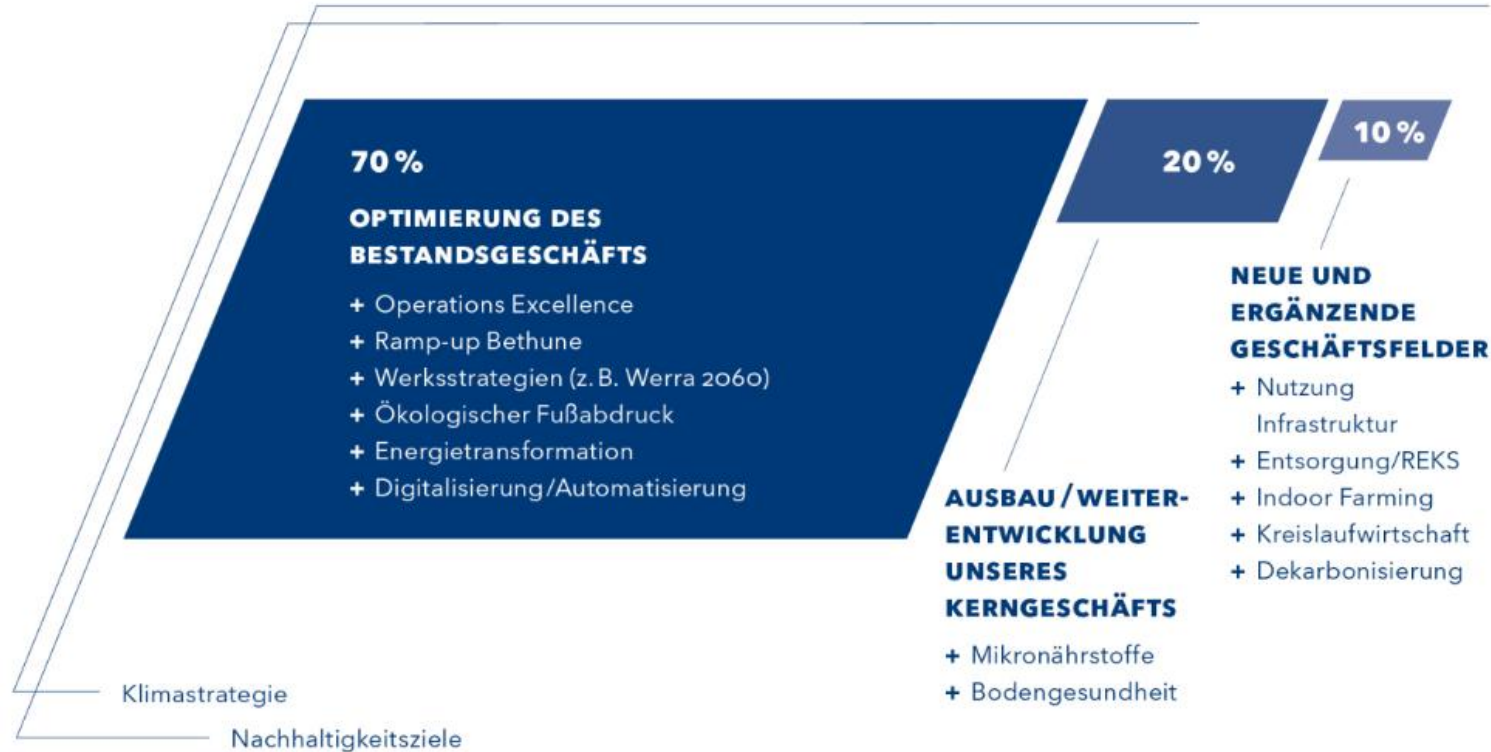 70 %
OPTIMIERUNG DES
BESTANDSGESCHÄFTS
+ Operations Excellence
+ Ramp-up Bethune
+ Werksstrategien (z. B. Werra 2060)
+ Ökologischer Fußabdruck
+ Energietransformation
+ Digitalisierung/Automatisierung
20 %
AUSBAU / WEITER-
ENTWICKLUNG
UNSERES
KERNGESCHÄFTS
+ Mikronährstoffe
+ Bodengesundheit
10 %
NEUE UND
ERGÄNZENDE
GESCHÄFTSFELDER
+ Nutzung
Infrastruktur
+ Entsorgung/REKS
+ Indoor Farming
+ Kreislaufwirtschaft
+ Dekarbonisierung
Klimastrategie
Nachhaltigkeitsziele